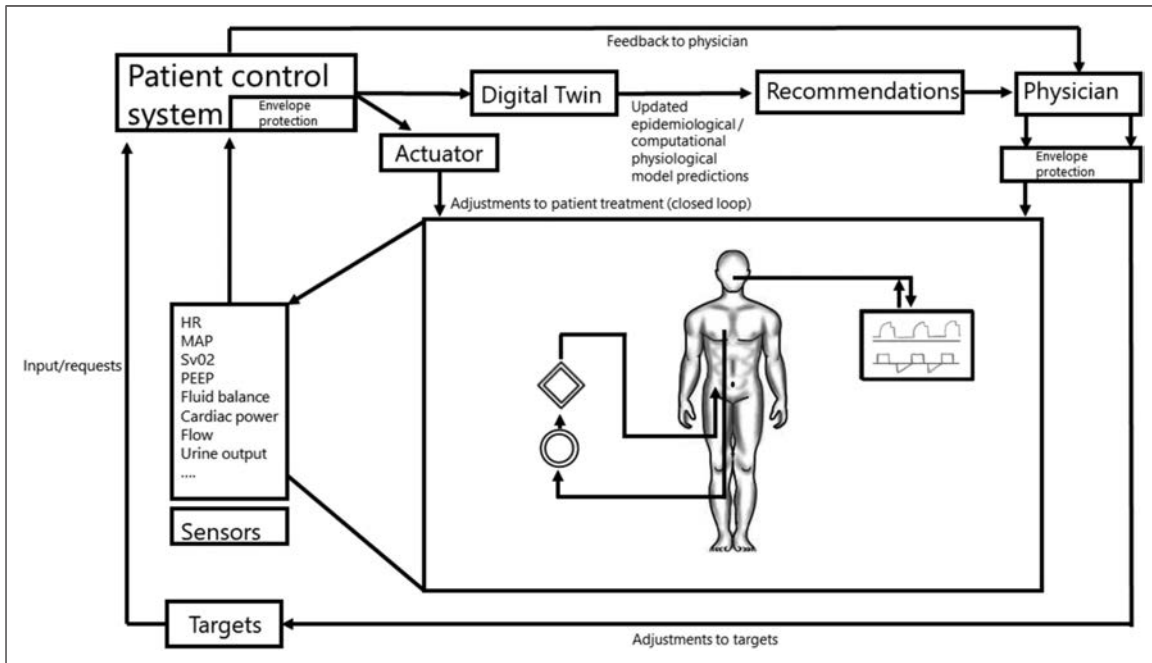 Feedback to physician
Patient control
system
Envelope
protection
Digital Twin
Recommendations
Physician
Updated
epidemiological/
computational
physiological
model predictions
Actuator
Envelope
protection
Adjustments to patient treatment (closed loop)
HR
MAP
Sv02
PEEP
Fluid balance
Cardiac power
Flow
Urine output
....
Input/requests
Sensors
Targets
Adjustments to targets